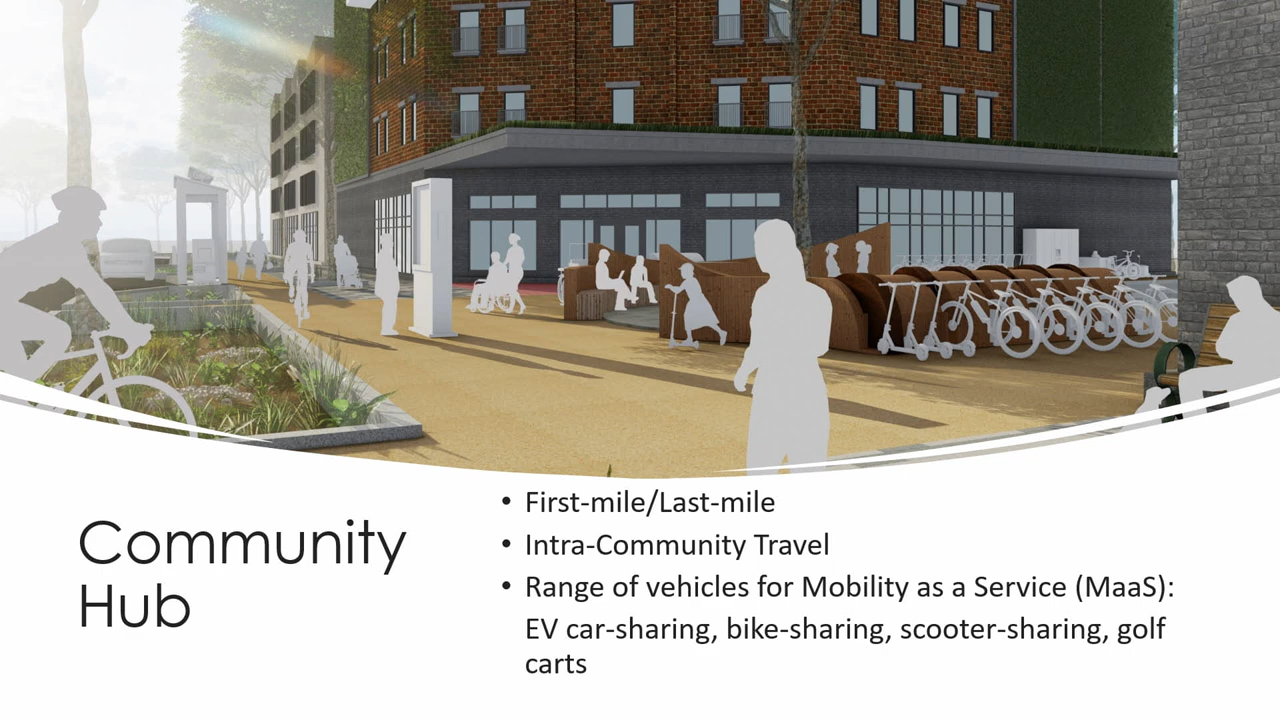 Community
Hub
• First-mile/Last-mile
• Intra-Community Travel
• Range of vehicles for Mobility as a Service (MaaS):
EV car-sharing, bike-sharing, scooter-sharing, golf
carts